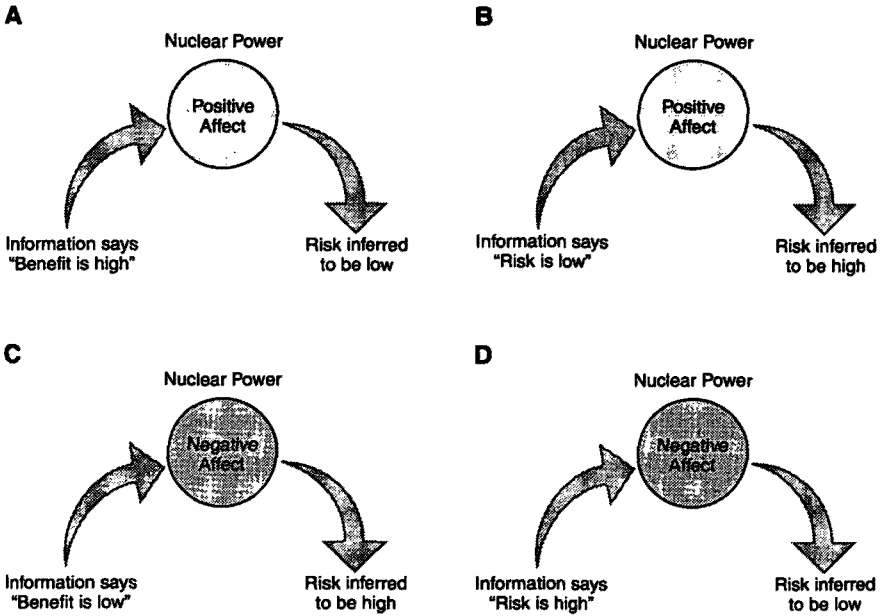 A
Nuclear Power
Positive
Affect
Information says
"Benefit is high"
Risk inferred
to be low
B
Nuclear Power
Positive
Affect
Information says
"Risk is low"
Risk inferred
to be high
C
Nuclear Power
Negative
Affect
Information says
"Benefit is low"
Risk inferred
to be high
D
Nuclear Power
Negative
Affect
Information says
"Risk is high"
Risk inferred
to be low